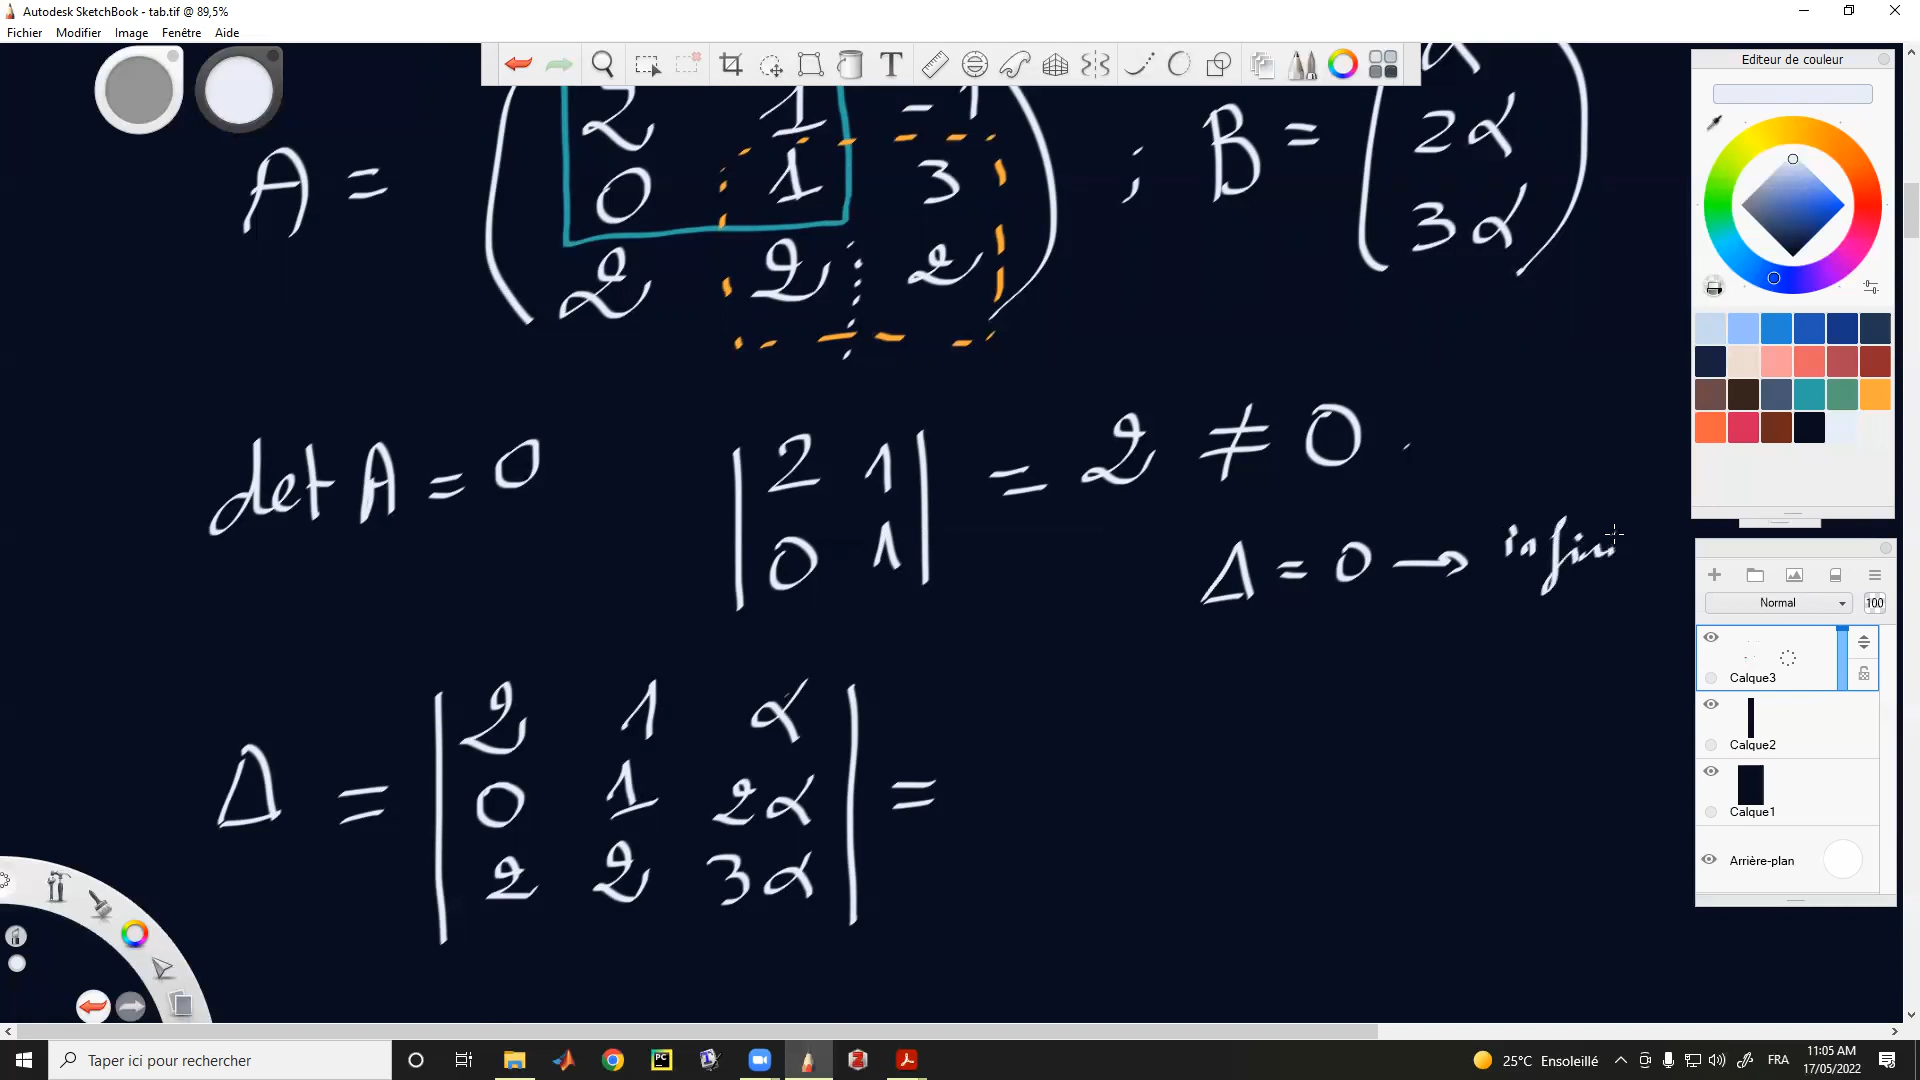 Autodesk SketchBook - tab.tif @ 89,5%
Fichier Modifier Image Fenêtre Aide
T
Editeur de couleur
2 1 -1
A = 0 1 3 ; B = α 2α 3α
2 2 2
det A = 0 | 2 1 | = 2 ≠ 0 .
| 0 1 |
Δ = 0 → infini
Δ = | 2 1 α |
| 0 1 2α | =
| 2 2 3α |
Normal 100
Calque3
Calque2
Calque1
Arrière-plan
Taper ici pour rechercher
PC
Z
25°C Ensoleillé
FRA
11:05 AM
17/05/2022